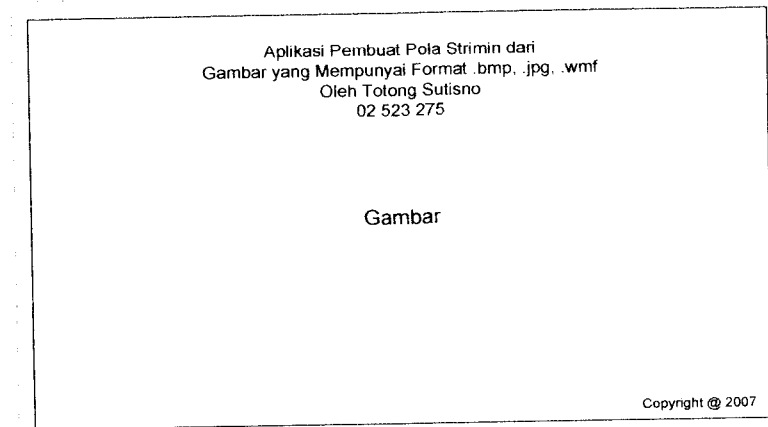 Aplikasi Pembuat Pola Strimin dari
Gambar yang Mempunyai Format .bmp, .jpg, .wmf
Oleh Totong Sutisno
02 523 275
Gambar
Copyright @ 2007